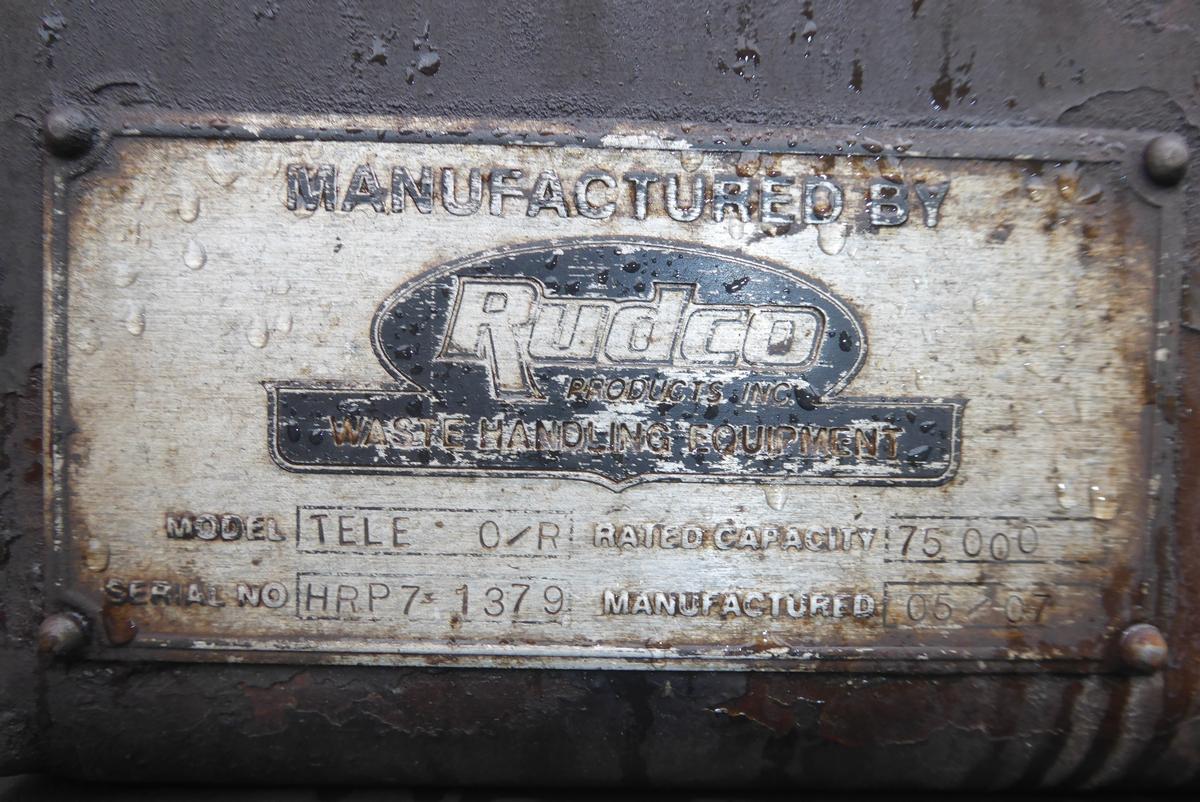 MANUFACTURED BY
Rudco
PRODUCTS, INC
WASTE HANDLING EQUIPMENT
MODEL TELE O/R RATED CAPACITY 75 000
SERIAL NO HRP7-1379 MANUFACTURED 05/07